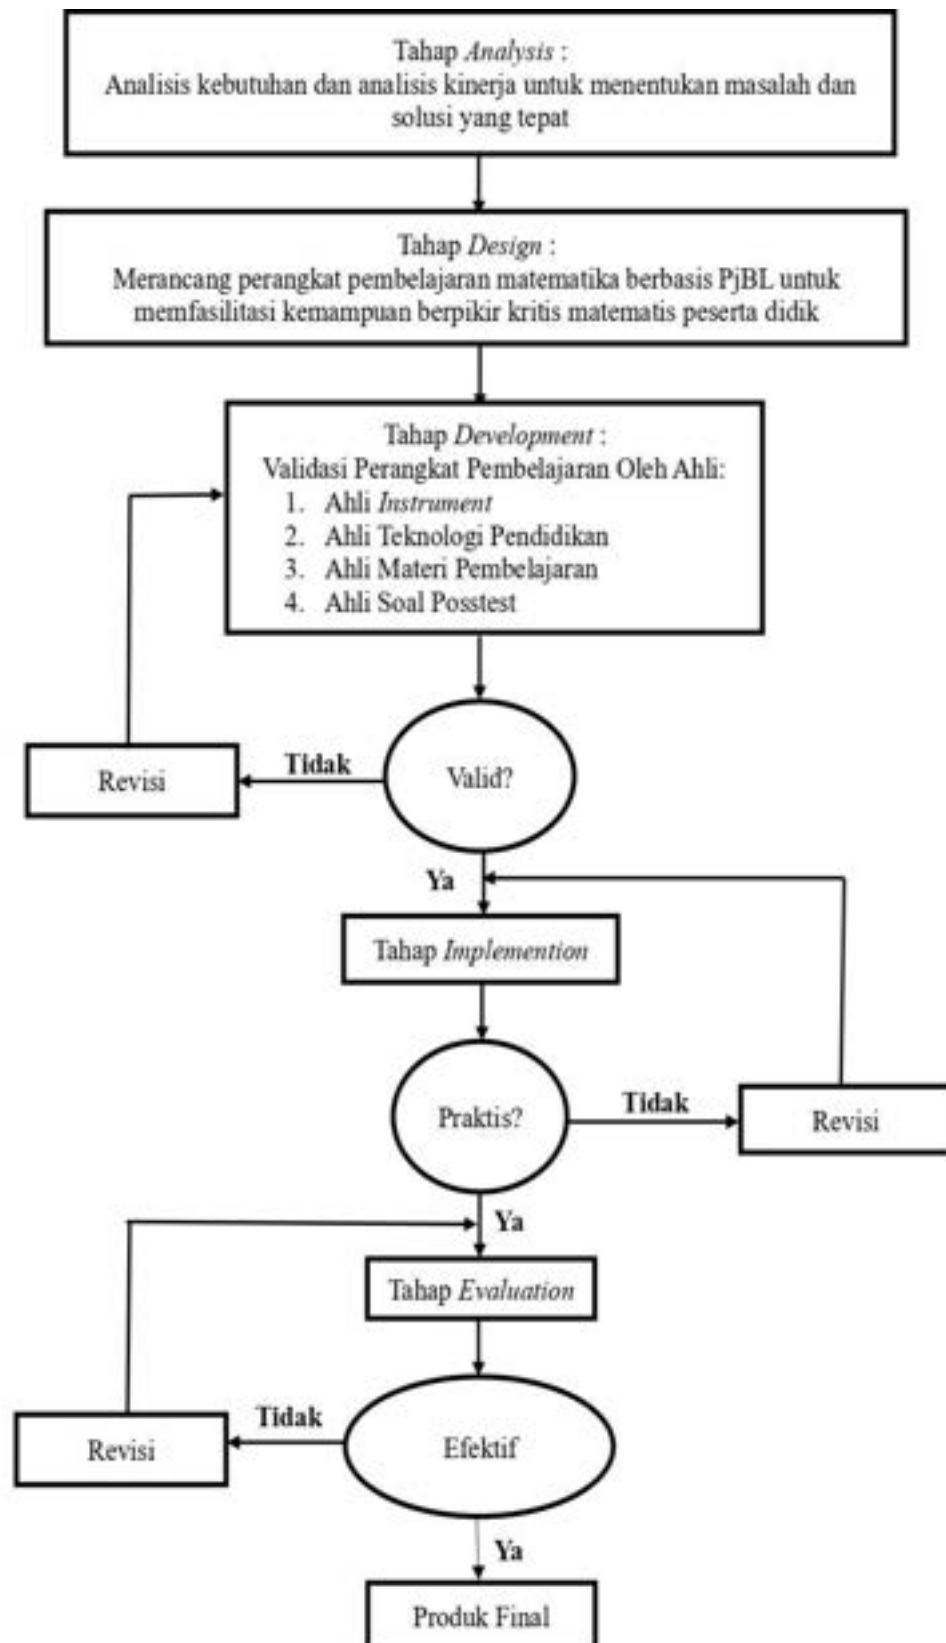 Tahap Analysis :
Analisis kebutuhan dan analisis kinerja untuk menentukan masalah dan
solusi yang tepat
Tahap Design :
Merancang perangkat pembelajaran matematika berbasis PjBL untuk
memfasilitasi kemampuan berpikir kritis matematis peserta didik
Tahap Development :
Validasi Perangkat Pembelajaran Oleh Ahli:
1. Ahli Instrument
2. Ahli Teknologi Pendidikan
3. Ahli Materi Pembelajaran
4. Ahli Soal Posstest
Revisi
Tidak
Valid?
Ya
Tahap Implemention
Praktis?
Tidak
Revisi
Ya
Tahap Evaluation
Revisi
Tidak
Efektif
Ya
Produk Final